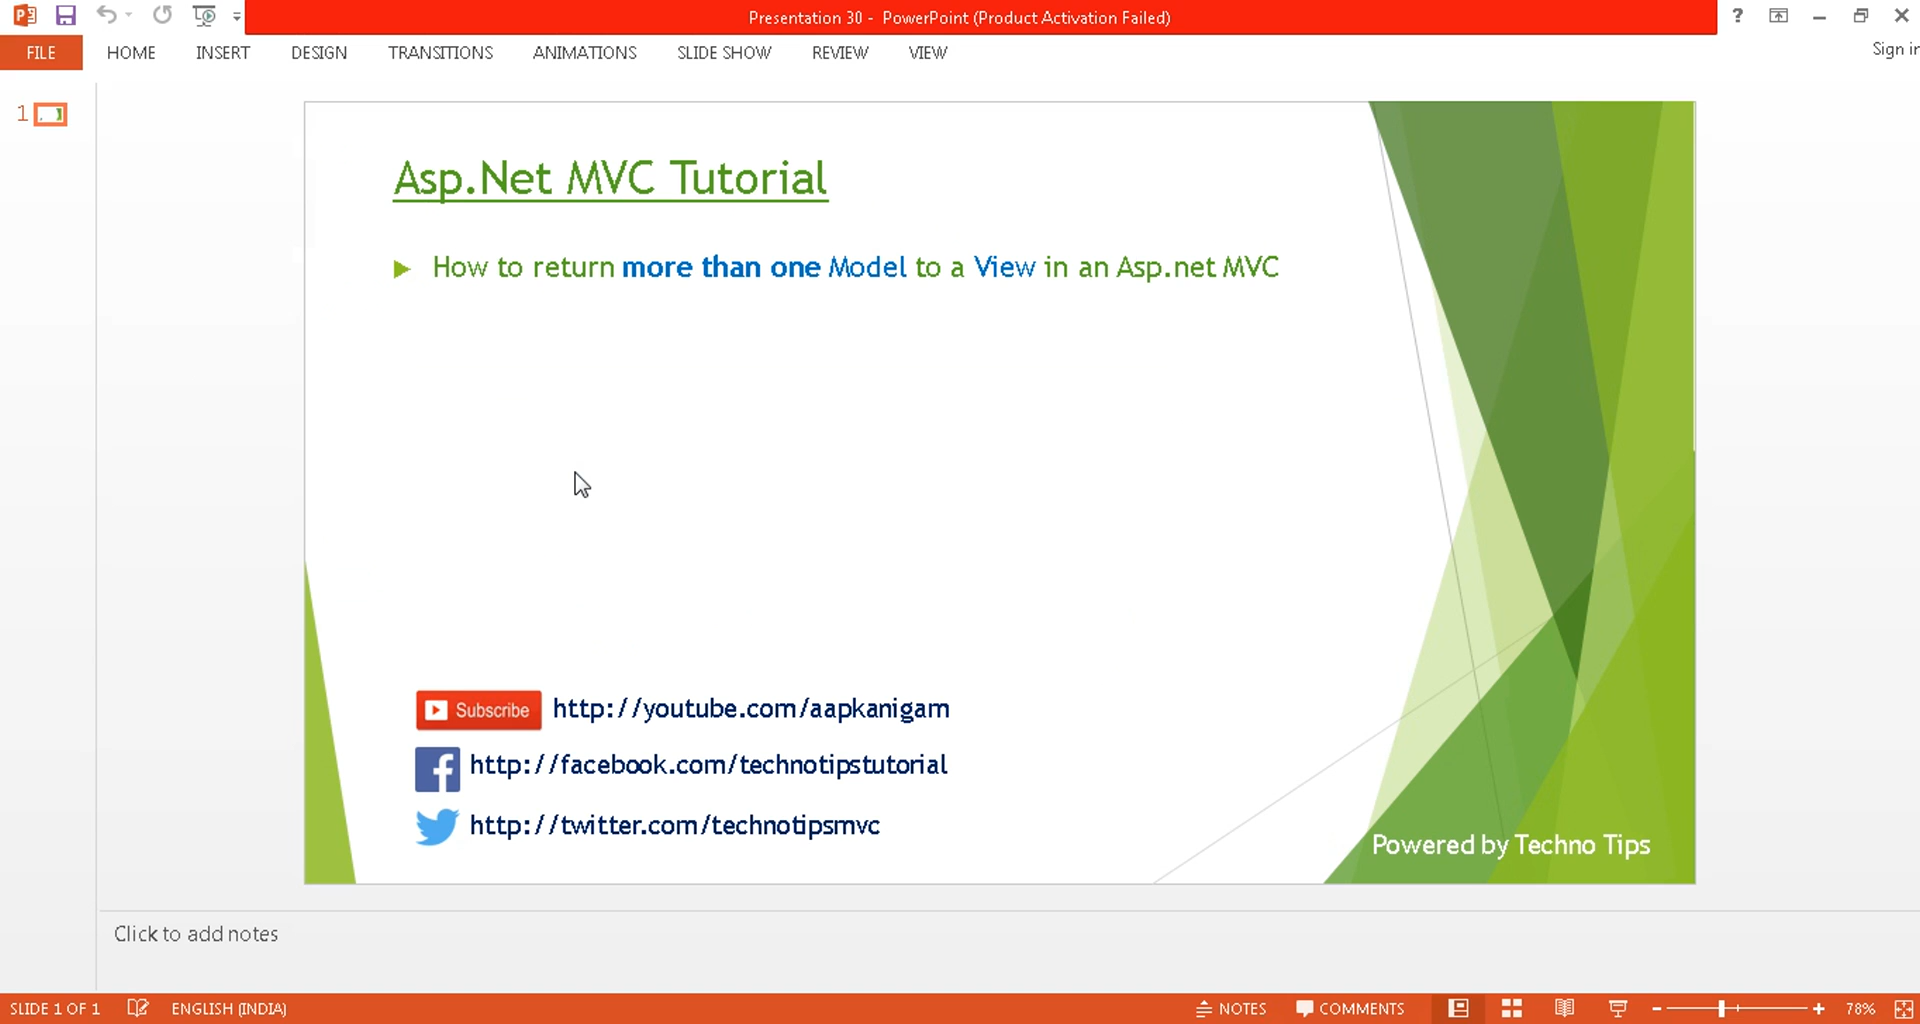 Presentation 30 - PowerPoint (Product Activation Failed)
?
FILE HOME INSERT DESIGN TRANSITIONS ANIMATIONS SLIDE SHOW REVIEW VIEW
Sign in
1
Asp.Net MVC Tutorial
How to return more than one Model to a View in an Asp.net MVC
Subscribe http://youtube.com/aapkanigam
http://facebook.com/technotipstutorial
http://twitter.com/technotipsmvc
Powered by Techno Tips
Click to add notes
SLIDE 1 OF 1 ENGLISH (INDIA) NOTES COMMENTS 78%